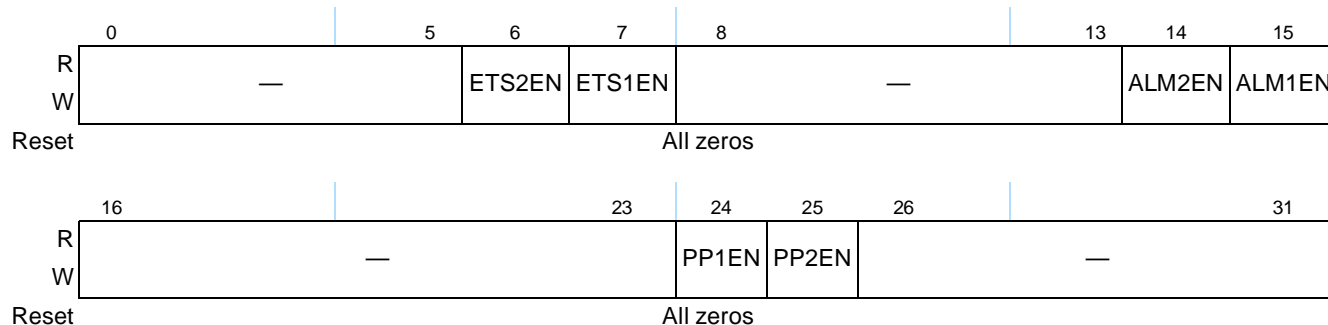 0 5 6 7 8 13 14 15
R
— ETS2EN ETS1EN — ALM2EN ALM1EN
W
Reset All zeros
16 23 24 25 26 31
R
— PP1EN PP2EN —
W
Reset All zeros